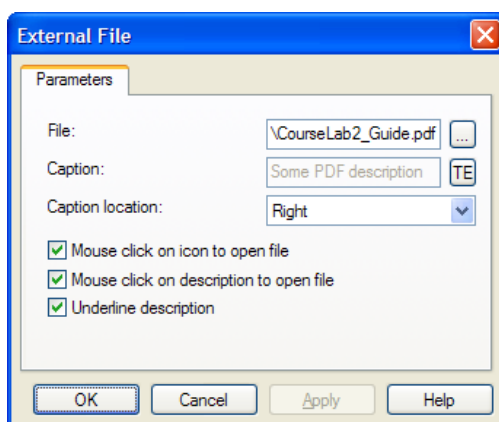 External File
Parameters
File: \CourseLab2_Guide.pdf ...
Caption: Some PDF description TE
Caption location: Right
Mouse click on icon to open file
Mouse click on description to open file
Underline description
OK Cancel Apply Help